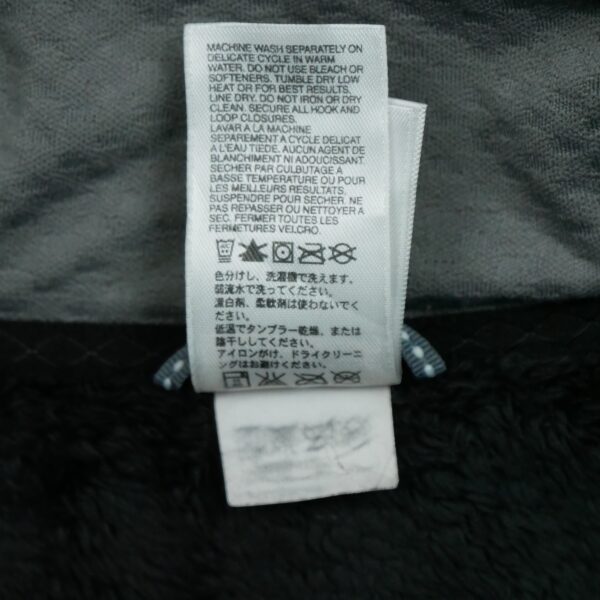 MACHINE WASH SEPARATELY ON
DELICATE CYCLE IN WARM
WATER. DO NOT USE BLEACH OR
SOFTENERS. TUMBLE DRY LOW
HEAT OR FOR BEST RESULTS,
LINE DRY. DO NOT IRON OR DRY
CLEAN. SECURE ALL HOOK AND
LOOP CLOSURES.
LAVAR A LA MACHINE
SEPAREMENT A CYCLE DELICAT
A L'EAU TIEDE. AUCUN AGENT DE
BLANCHIMENT NI ADOUCISSANT.
SECHER PAR CULBUTAGE A
BASSE TEMPERATURE OU POUR
LES MEILLEURS RESULTATS,
SUSPENDRE POUR SECHER. NE
PAS REPASSER OU NETTOYER A
SEC. FERMER TOUTES LES
FERMETURES VELCRO.
色分けし、洗濯機で洗えます。
弱流水で洗ってください。
漂白剤、柔軟剤は使わないでく
ださい。
低温でタンブラー乾燥、または
陰干ししてください。
アイロンがけ、ドライクリーニ
ングはお避けください。